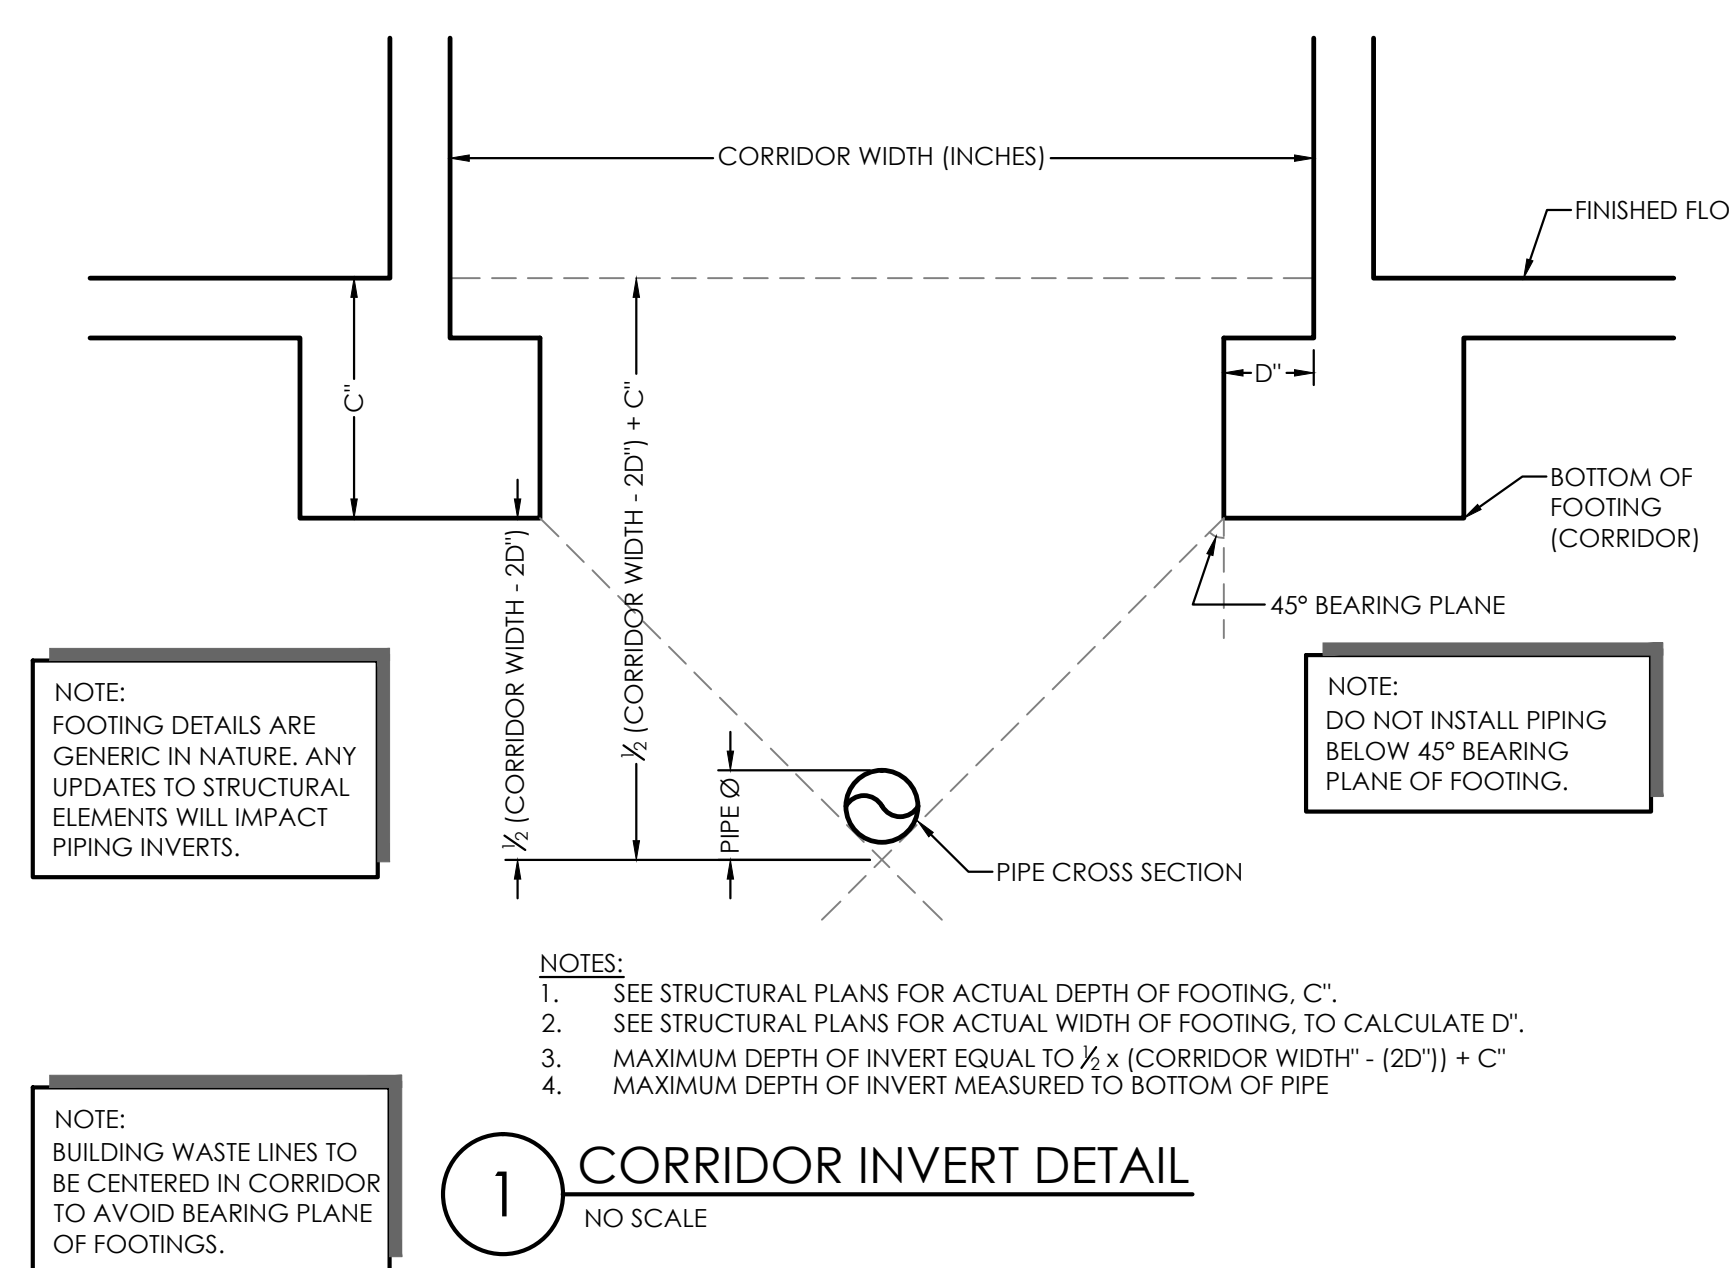 CORRIDOR WIDTH (INCHES)
FINISHED FLO
C"
½ (CORRIDOR WIDTH - 2D") + C"
D"
½ (CORRIDOR WIDTH - 2D")
BOTTOM OF
FOOTING
(CORRIDOR)
45° BEARING PLANE
NOTE:
FOOTING DETAILS ARE
GENERIC IN NATURE. ANY
UPDATES TO STRUCTURAL
ELEMENTS WILL IMPACT
PIPING INVERTS.
NOTE:
DO NOT INSTALL PIPING
BELOW 45° BEARING
PLANE OF FOOTING.
PIPE Ø
PIPE CROSS SECTION
NOTES:
1. SEE STRUCTURAL PLANS FOR ACTUAL DEPTH OF FOOTING, C".
2. SEE STRUCTURAL PLANS FOR ACTUAL WIDTH OF FOOTING, TO CALCULATE D".
3. MAXIMUM DEPTH OF INVERT EQUAL TO ½ x (CORRIDOR WIDTH" - (2D")) + C"
4. MAXIMUM DEPTH OF INVERT MEASURED TO BOTTOM OF PIPE
NOTE:
BUILDING WASTE LINES TO
BE CENTERED IN CORRIDOR
TO AVOID BEARING PLANE
OF FOOTINGS.
1 CORRIDOR INVERT DETAIL
NO SCALE